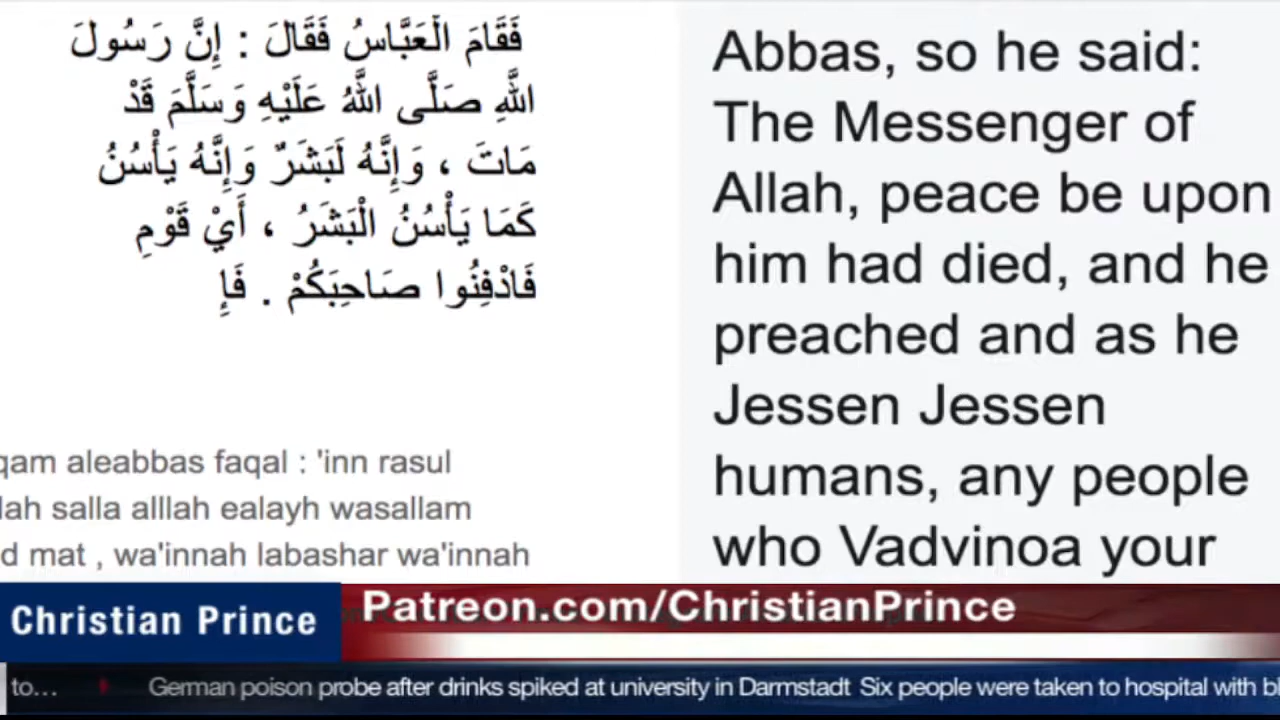 فَقَامَ الْعَبَّاسُ فَقَالَ : إِنَّ رَسُولَ
اللَّهِ صَلَّى اللَّهُ عَلَيْهِ وَسَلَّمَ قَدْ
مَاتَ ، وَإِنَّهُ لَبَشَرٌ وَإِنَّهُ يَأْسُنُ
كَمَا يَأْسُنُ الْبَشَرُ ، أَيْ قَوْمِ
فَادْفِنُوا صَاحِبَكُمْ . فَإِ
qam aleabbas faqal : 'inn rasul
lah salla alllah ealayh wasallam
d mat , wa'innah labashar wa'innah
Abbas, so he said:
The Messenger of
Allah, peace be upon
him had died, and he
preached and as he
Jessen Jessen
humans, any people
who Vadvinoa your
Christian Prince
Patreon.com/ChristianPrince
to... German poison probe after drinks spiked at university in Darmstadt Six people were taken to hospital with bl